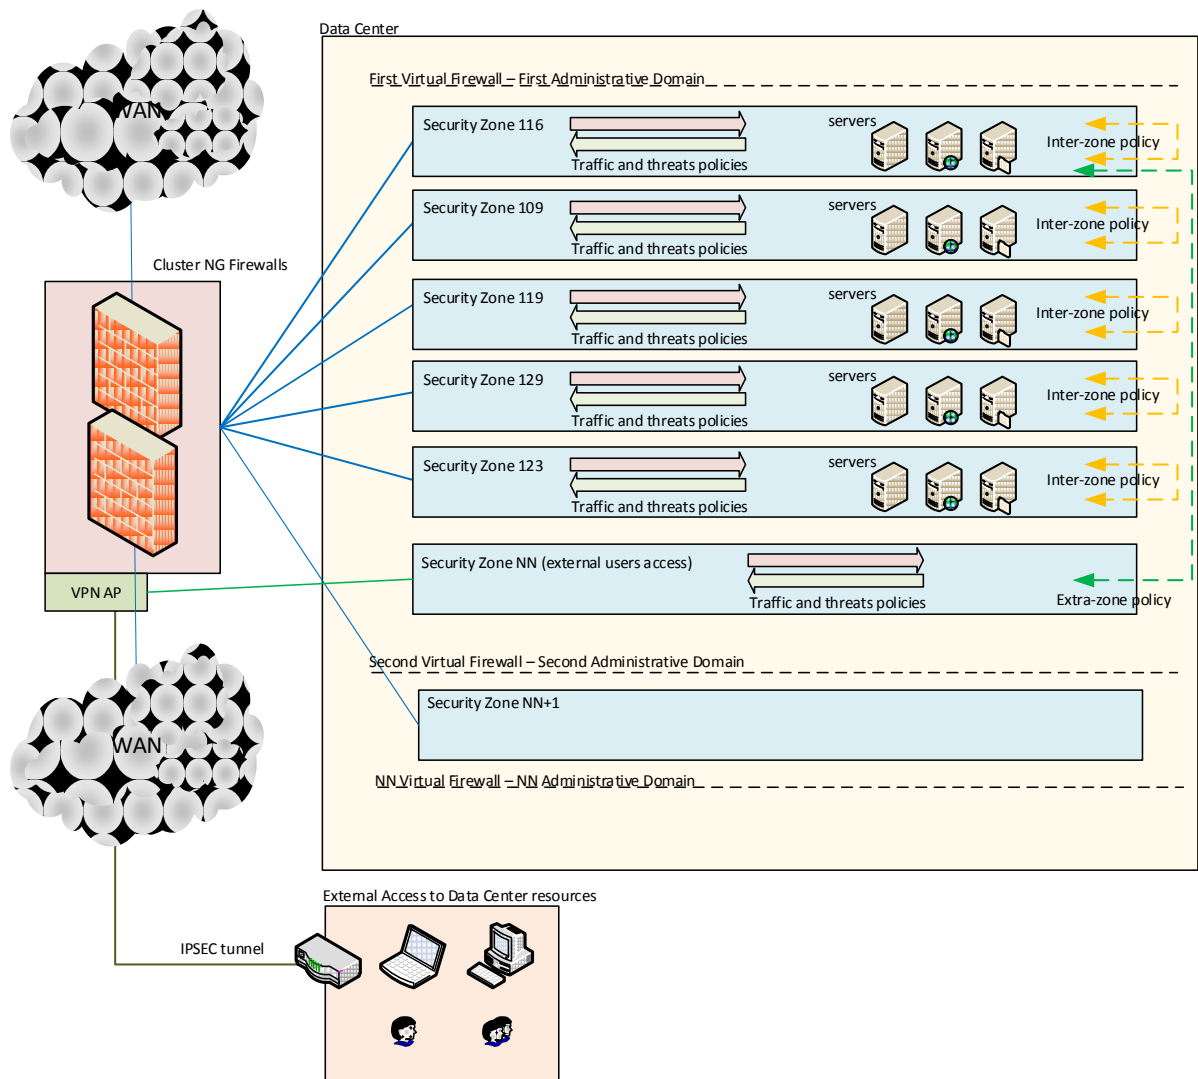 Data Center
WAN
First Virtual Firewall – First Administrative Domain
Security Zone 116
servers
Inter-zone policy
Traffic and threats policies
Security Zone 109
servers
Inter-zone policy
Traffic and threats policies
Cluster NG Firewalls
Security Zone 119
servers
Inter-zone policy
Traffic and threats policies
Security Zone 129
servers
Inter-zone policy
Traffic and threats policies
Security Zone 123
servers
Inter-zone policy
Traffic and threats policies
Security Zone NN (external users access)
VPN AP
Traffic and threats policies
Extra-zone policy
Second Virtual Firewall – Second Administrative Domain
Security Zone NN+1
WAN
NN Virtual Firewall – NN Administrative Domain
External Access to Data Center resources
IPSEC tunnel